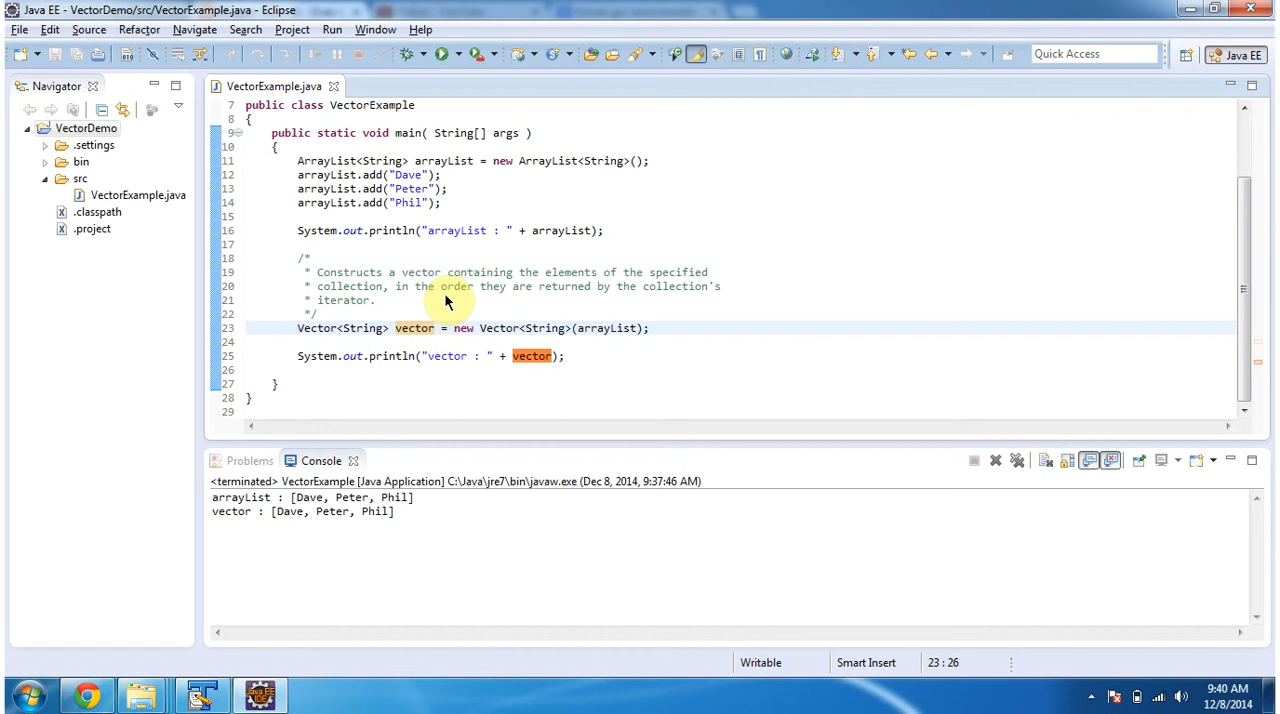 Java EE - VectorDemo/src/VectorExample.java - Eclipse
File Edit Source Refactor Navigate Search Project Run Window Help
Quick Access
Java EE
Navigator
VectorExample.java
VectorDemo
.settings
bin
src
VectorExample.java
.classpath
.project
7 public class VectorExample
8 {
9 public static void main( String[] args )
10 {
11 ArrayList<String> arrayList = new ArrayList<String>();
12 arrayList.add("Dave");
13 arrayList.add("Peter");
14 arrayList.add("Phil");
15
16 System.out.println("arrayList : " + arrayList);
17
18 /*
19 * Constructs a vector containing the elements of the specified
20 * collection, in the order they are returned by the collection's
21 * iterator.
22 */
23 Vector<String> vector = new Vector<String>(arrayList);
24
25 System.out.println("vector : " + vector);
26
27 }
28 }
29
Problems Console
<terminated> VectorExample [Java Application] C:\Java\jre7\bin\javaw.exe (Dec 8, 2014, 9:37:46 AM)
arrayList : [Dave, Peter, Phil]
vector : [Dave, Peter, Phil]
Writable Smart Insert 23 : 26
Java EE
IDE
9:40 AM
12/8/2014